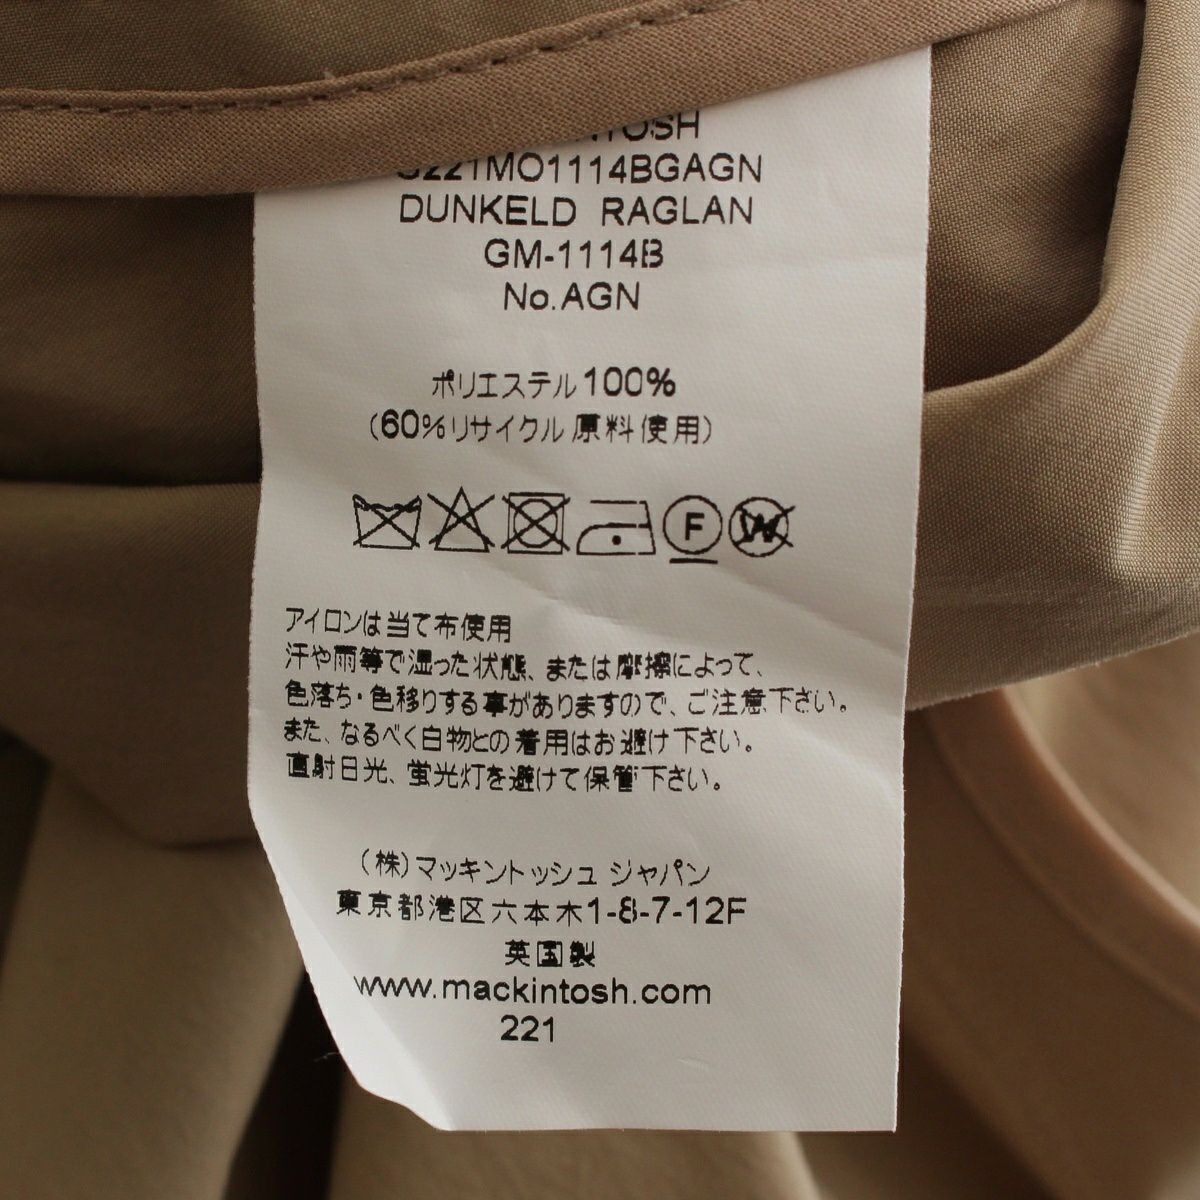 S221MO1114BGAGN
DUNKELD RAGLAN
GM-1114B
No.AGN
ポリエステル100%
(60%リサイクル原料使用)
F
W
アイロンは当て布使用
汗や雨等で湿った状態、または摩擦によって、
色落ち・色移りする事がありますので、ご注意下さい。
また、なるべく白物との着用はお避け下さい。
直射日光、蛍光灯を避けて保管下さい。
(株)マッキントッシュ ジャパン
東京都港区六本木1-8-7-12F
英国製
www.mackintosh.com
221